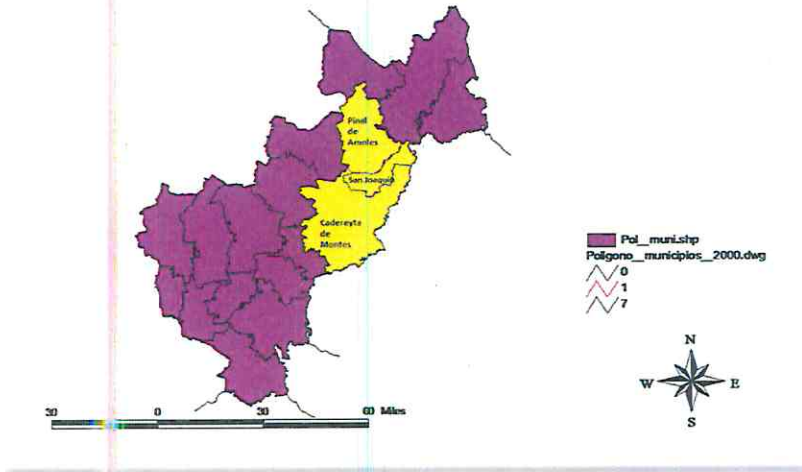 Pinal
de
Amoles
San Joaquin
Cadereyta
de
Montes
Pol__muni.shp
Poligono__municipios__2000.dwg
0
1
7
N
W E
S
30 0 30 60 Miles